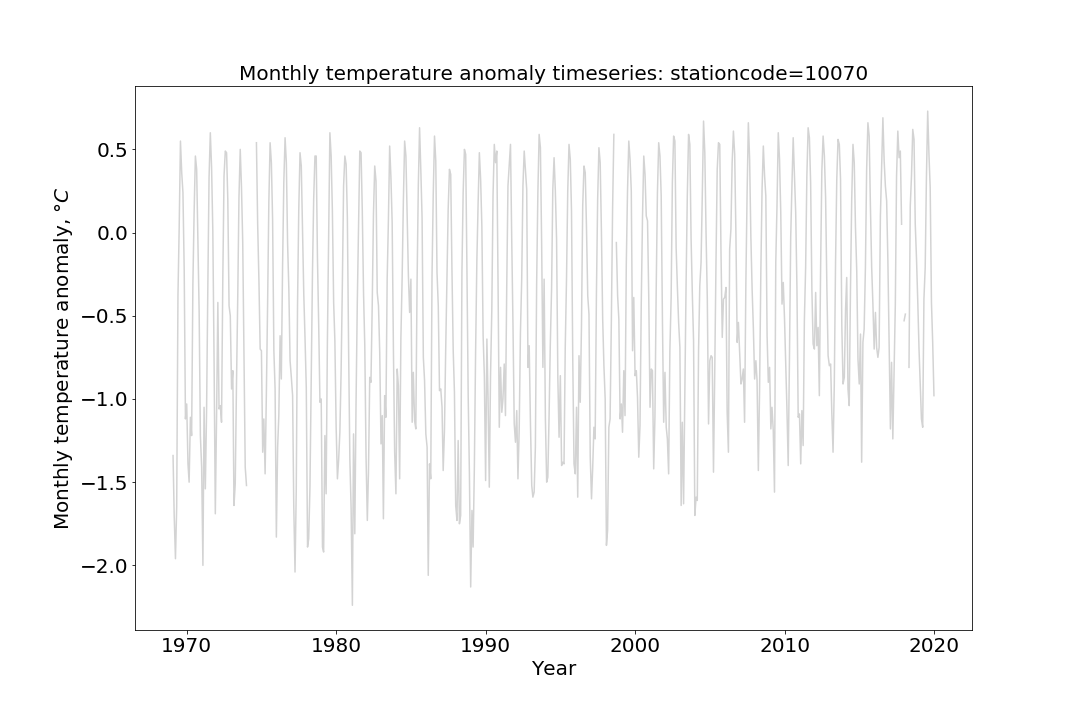 Monthly temperature anomaly timeseries: stationcode=10070
Monthly temperature anomaly, °C
0.5
0.0
−0.5
−1.0
−1.5
−2.0
1970 1980 1990 2000 2010 2020
Year